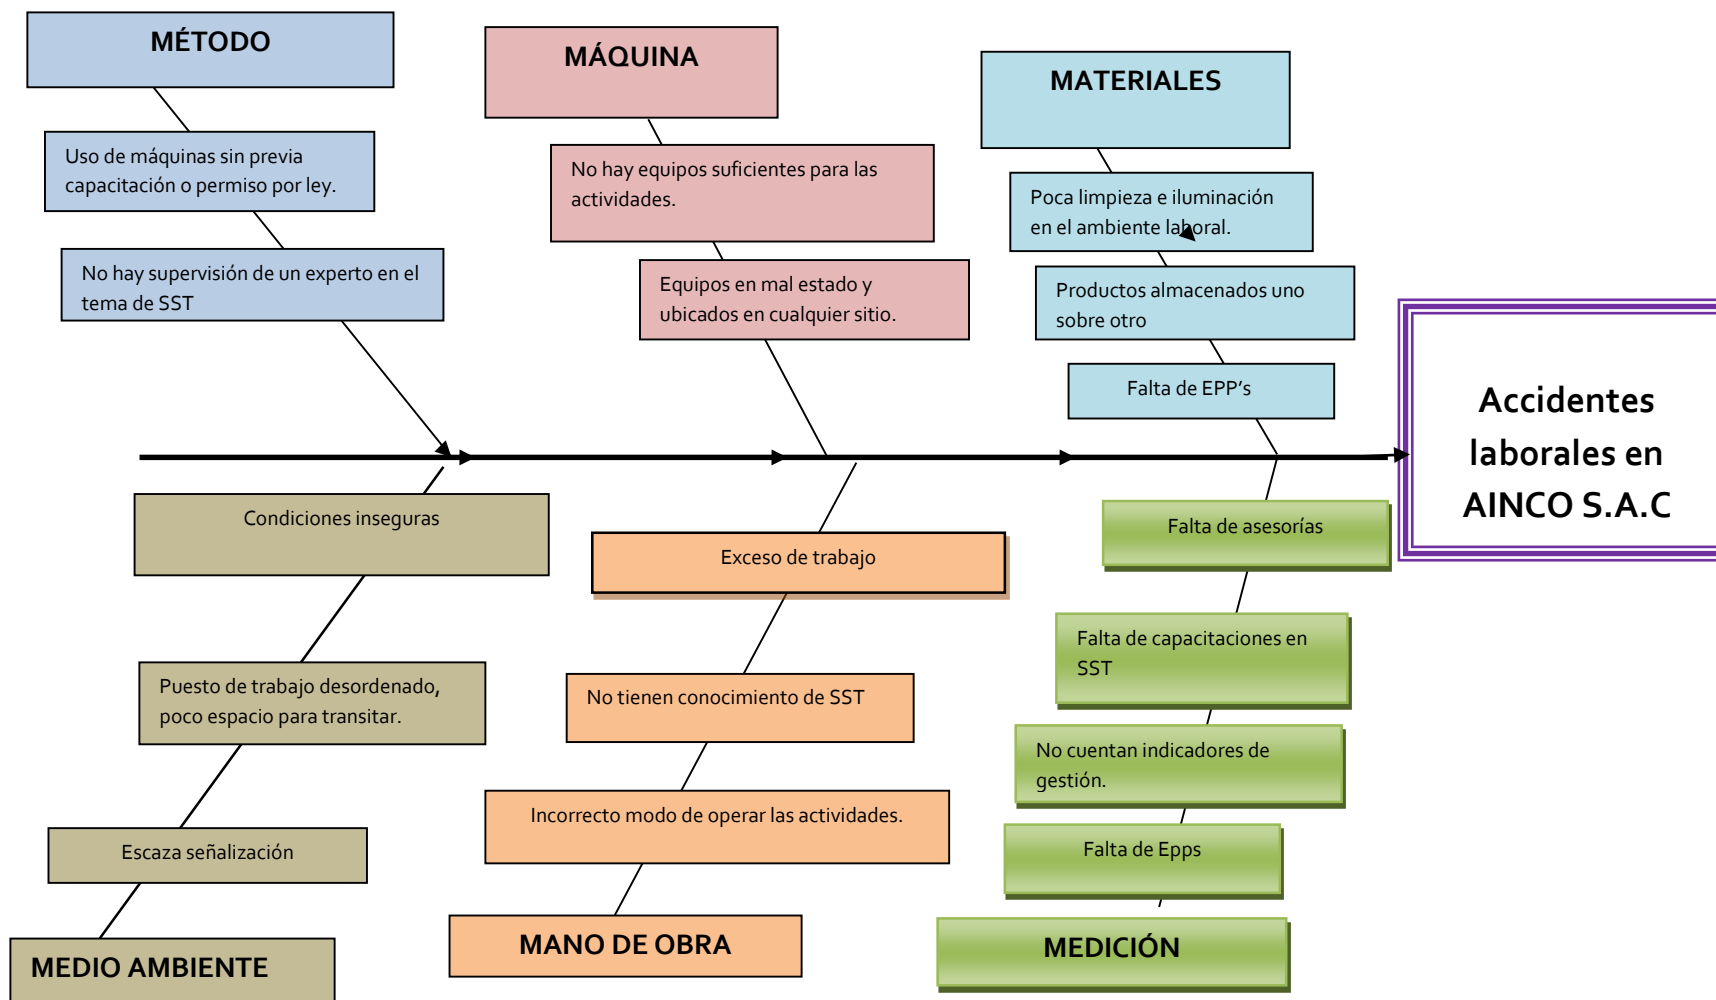 MÉTODO
Uso de máquinas sin previa
capacitación o permiso por ley.
No hay supervisión de un experto en el
tema de SST
MÁQUINA
No hay equipos suficientes para las
actividades.
Equipos en mal estado y
ubicados en cualquier sitio.
MATERIALES
Poca limpieza e iluminación
en el ambiente laboral.
Productos almacenados uno
sobre otro
Falta de EPP's
Accidentes
laborales en
AINCO S.A.C
Condiciones inseguras
Puesto de trabajo desordenado,
poco espacio para transitar.
Escaza señalización
MEDIO AMBIENTE
Exceso de trabajo
No tienen conocimiento de SST
Incorrecto modo de operar las actividades.
MANO DE OBRA
Falta de asesorías
Falta de capacitaciones en
SST
No cuentan indicadores de
gestión.
Falta de Epps
MEDICIÓN